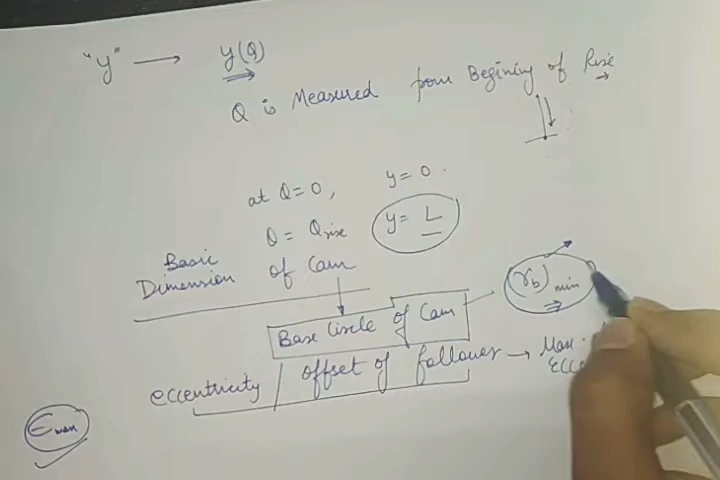 "y" → y(Q)
Q is Measured from Begining of Rise
at Q=0, y=0.
Q = Qrise y = L
Basic Dimension of Cam
Base Circle of Cam (rb)min
eccentricity / offset of follower → Max.
Emax